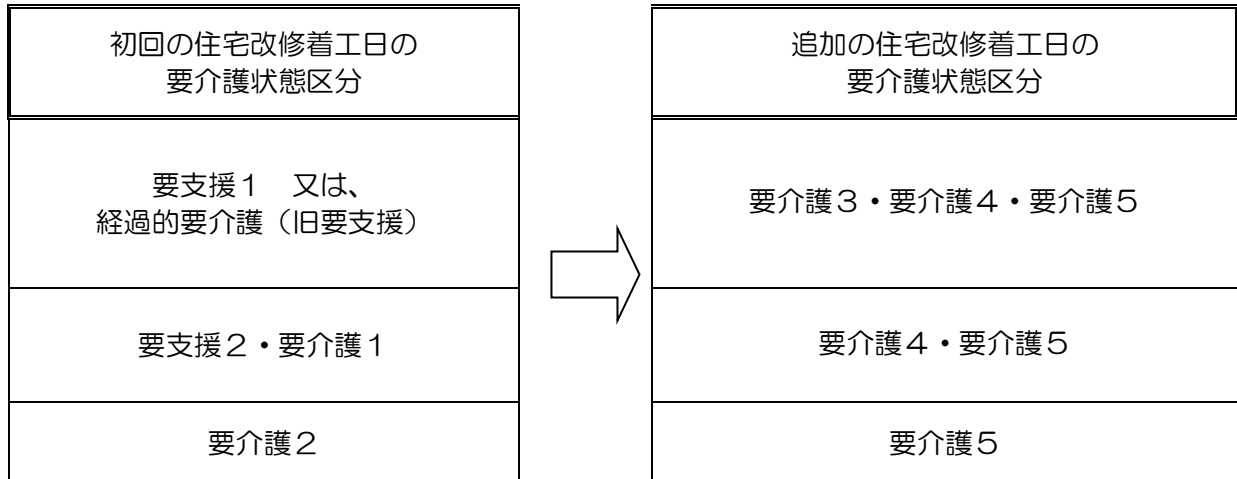 初回の住宅改修着工日の
要介護状態区分
追加の住宅改修着工日の
要介護状態区分
要支援１　又は、
経過的要介護（旧要支援）
要介護３・要介護４・要介護５
要支援２・要介護１
要介護４・要介護５
要介護２
要介護５